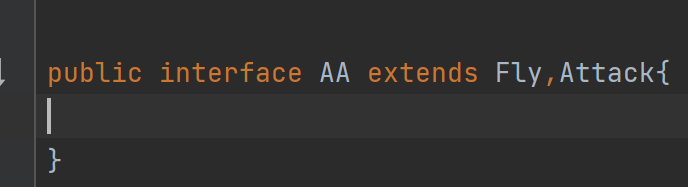 public interface AA extends Fly,Attack{
}